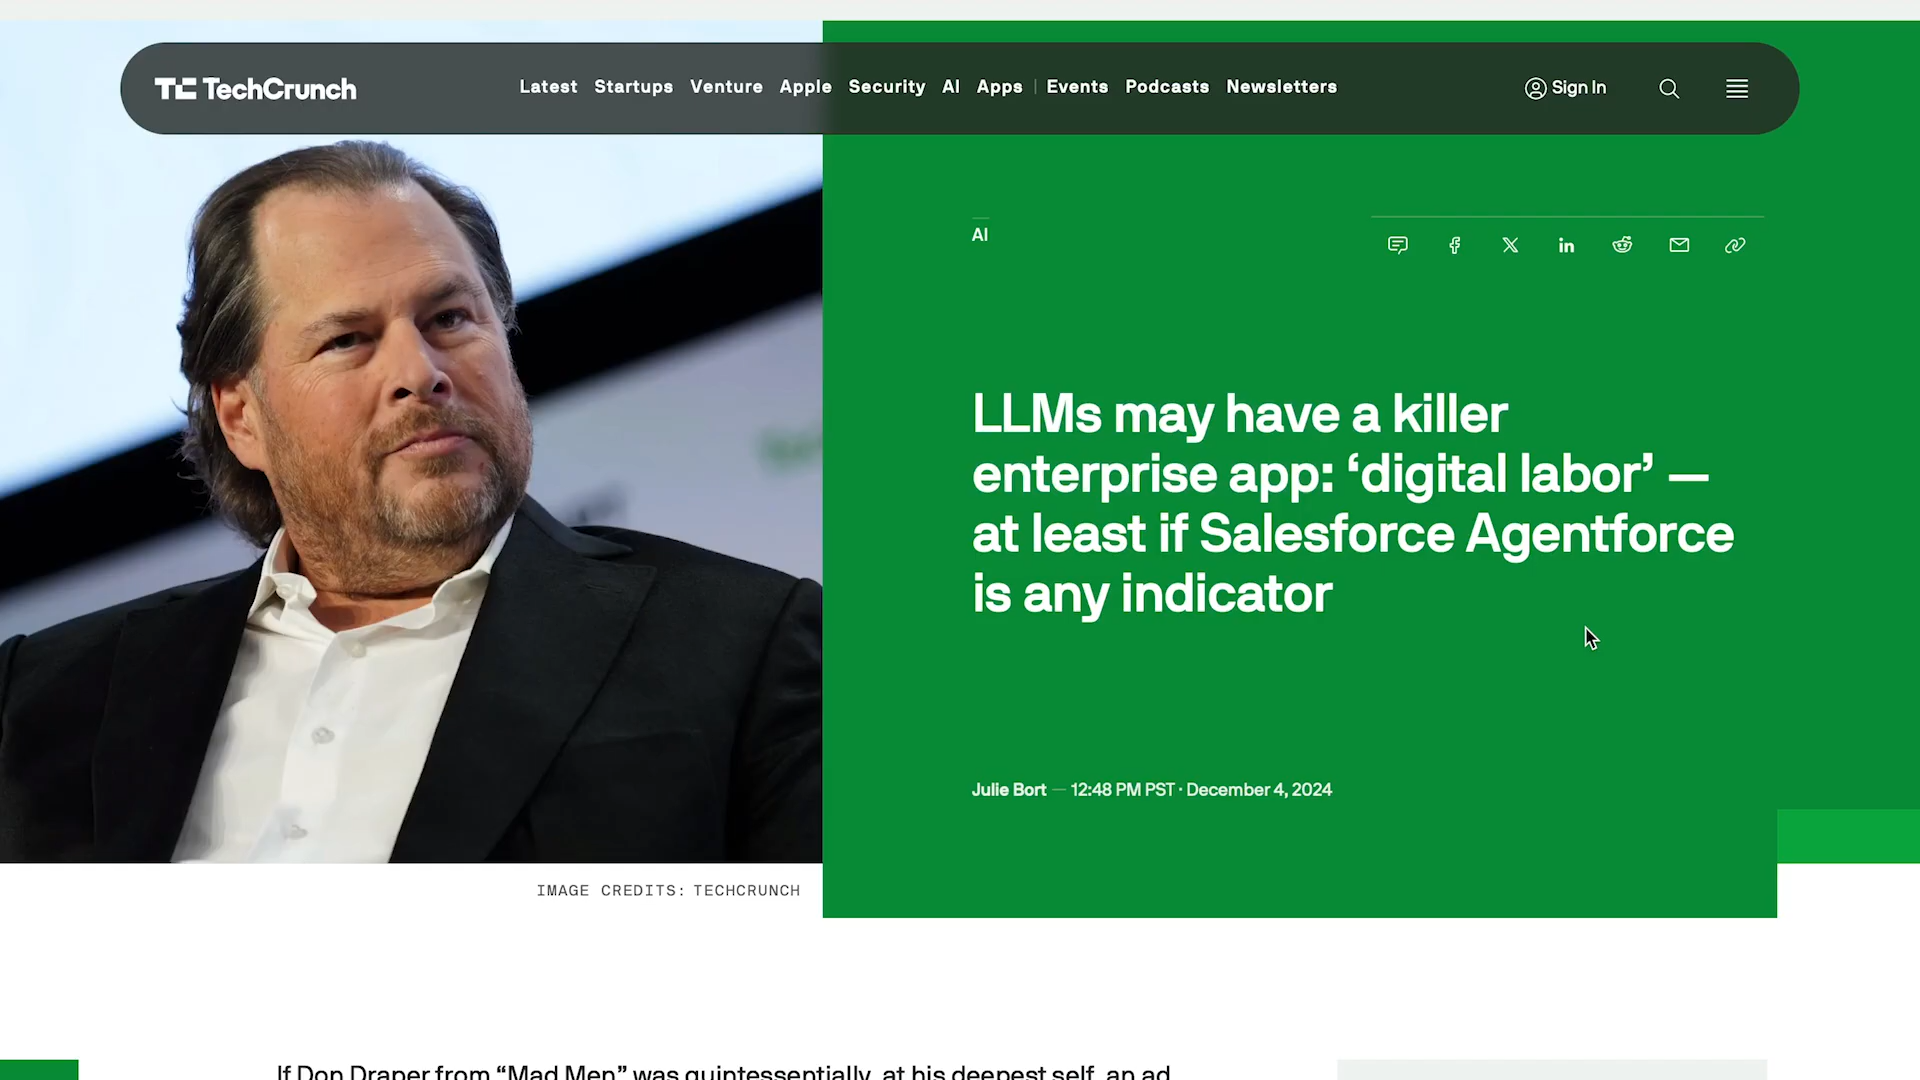 TechCrunch
Latest Startups Venture Apple Security AI Apps | Events Podcasts Newsletters
Sign In
AI
LLMs may have a killer
enterprise app: ‘digital labor’ —
at least if Salesforce Agentforce
is any indicator
Julie Bort — 12:48 PM PST · December 4, 2024
IMAGE CREDITS: TECHCRUNCH
If Don Draper from “Mad Men” was quintessentially, at his deepest self, an ad